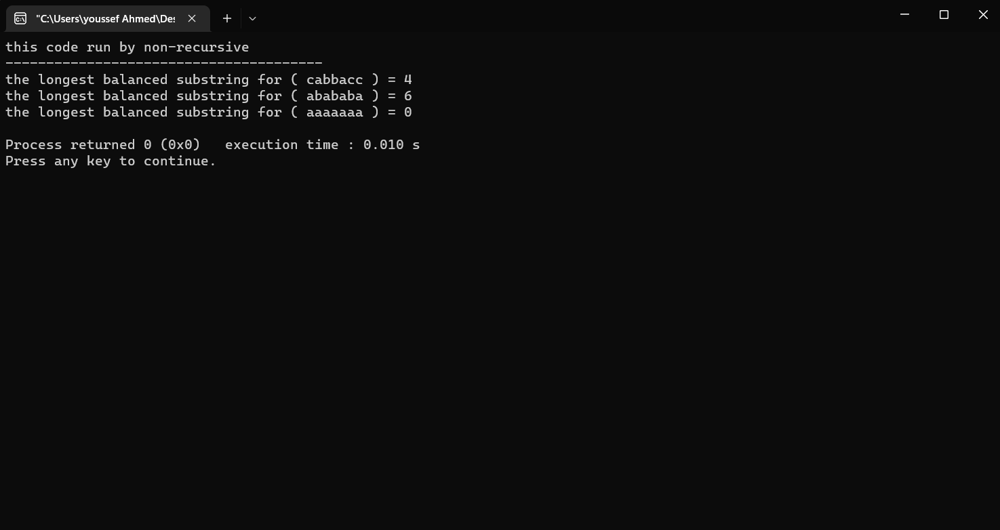 "C:\Users\youssef Ahmed\Des
this code run by non-recursive
---------------------------------------
the longest balanced substring for ( cabbacc ) = 4
the longest balanced substring for ( abababa ) = 6
the longest balanced substring for ( aaaaaaa ) = 0
Process returned 0 (0x0)   execution time : 0.010 s
Press any key to continue.